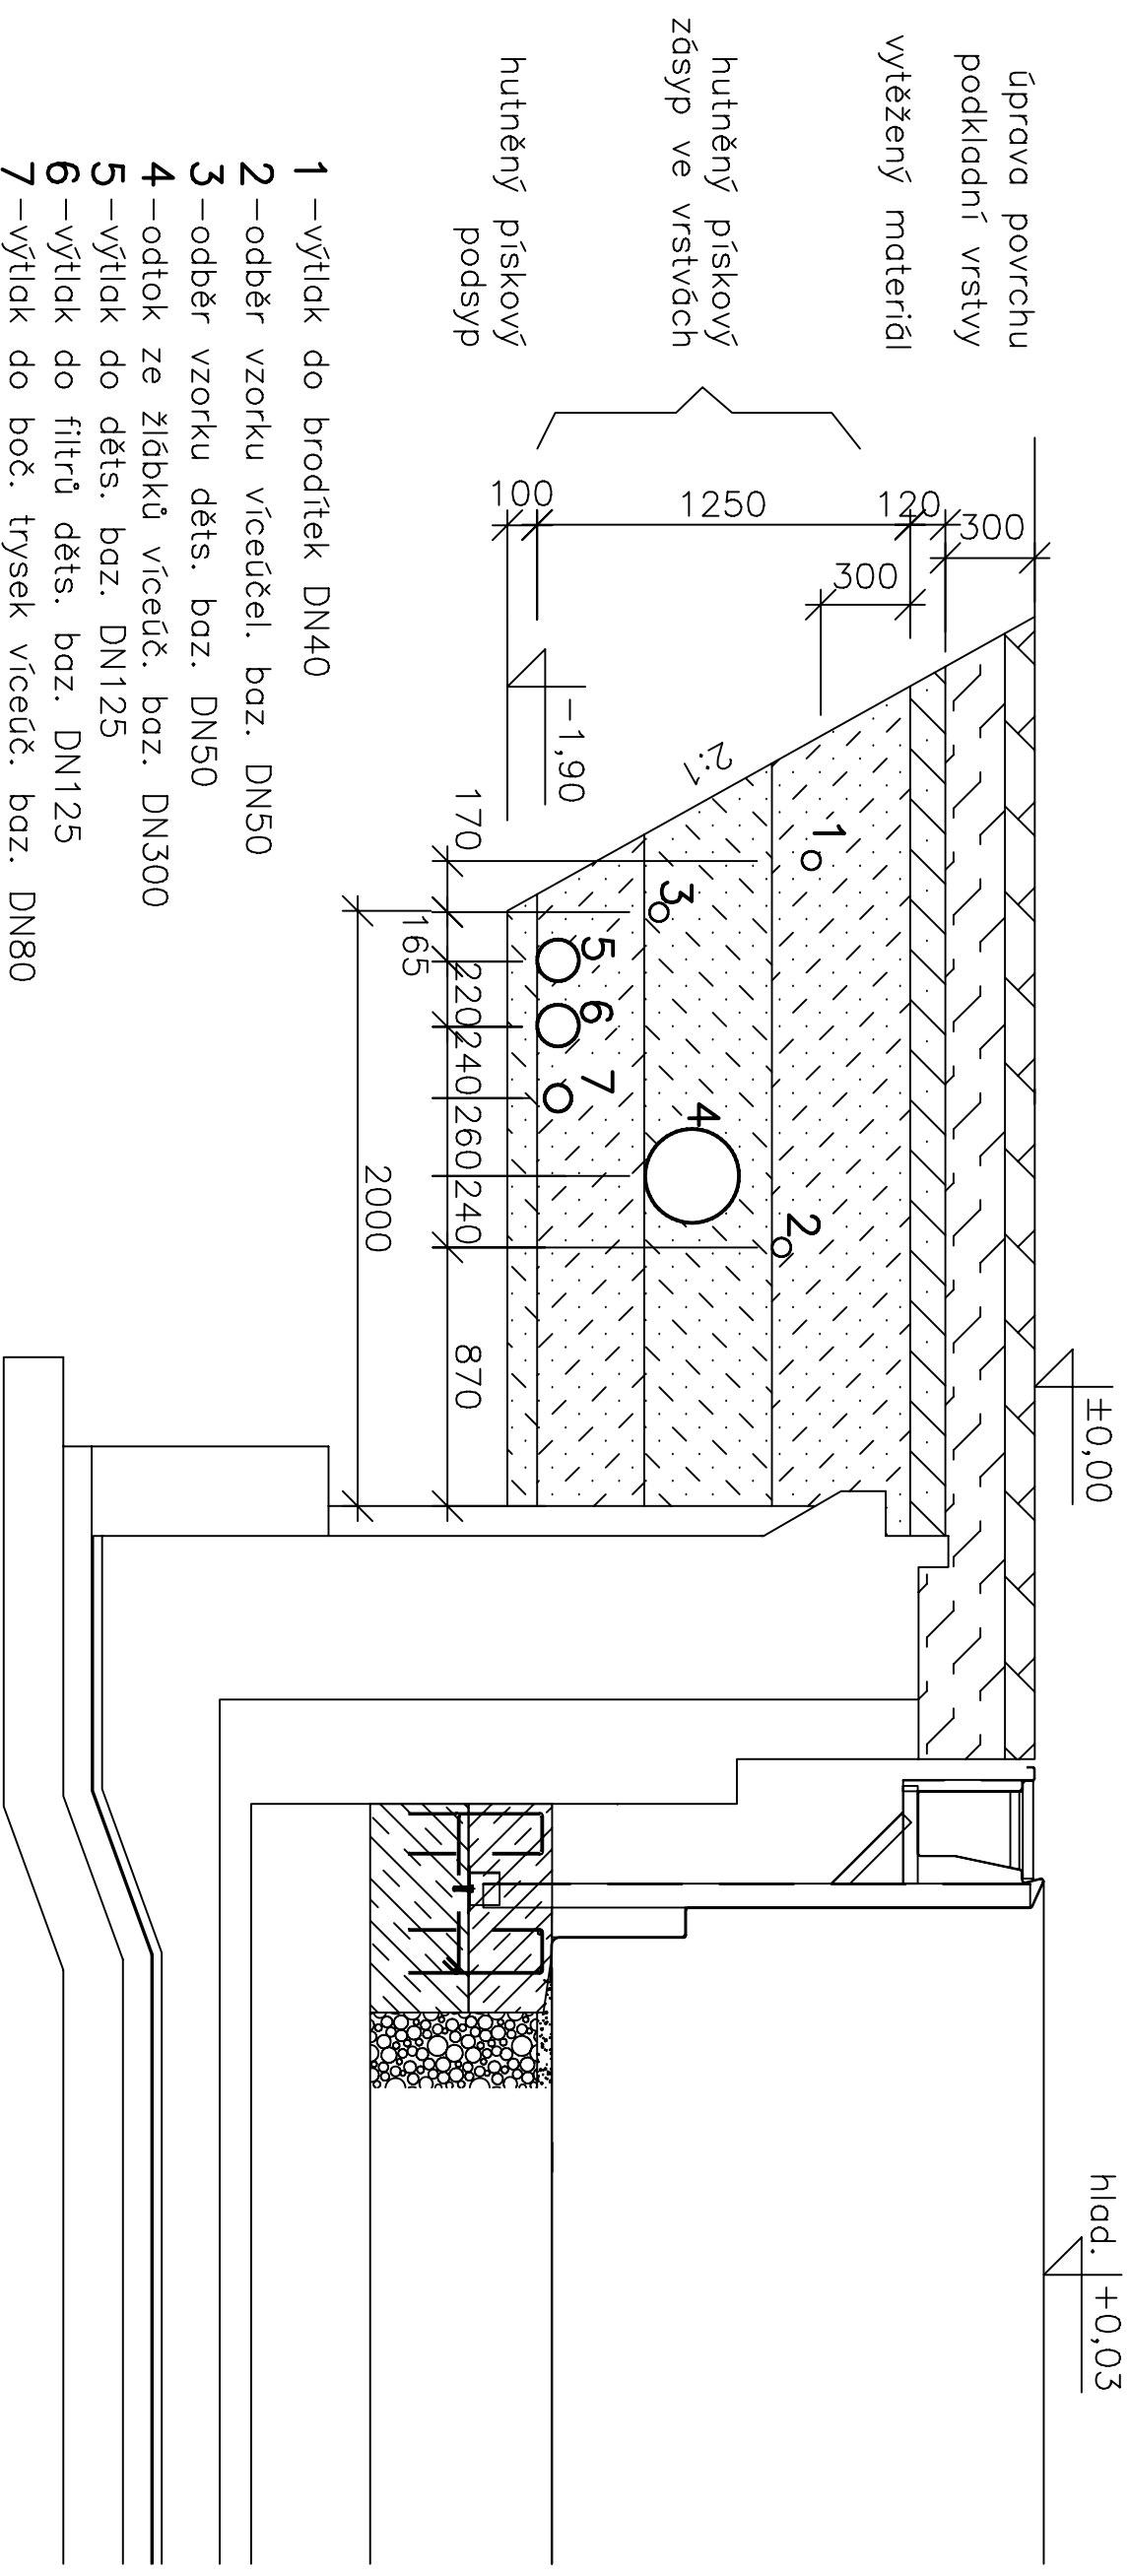 úprava povrchu
podkladní vrstvy
vytěžený materiál
hutněný pískový
zásyp ve vrstvách
hutněný pískový
podsyp
300
120
1250
100
300
±0,00
hlad. +0,03
-1,90
2:1
1
2
3
4
5
6
7
170
165
220
240
260
240
870
2000
1 -výtlak do brodítek DN40
2 -odběr vzorku víceúčel. baz. DN50
3 -odběr vzorku děts. baz. DN50
4 -odtok ze žlábků víceúč. baz. DN300
5 -výtlak do děts. baz. DN125
6 -výtlak do filtrů děts. baz. DN125
7 -výtlak do boč. trysek víceúč. baz. DN80